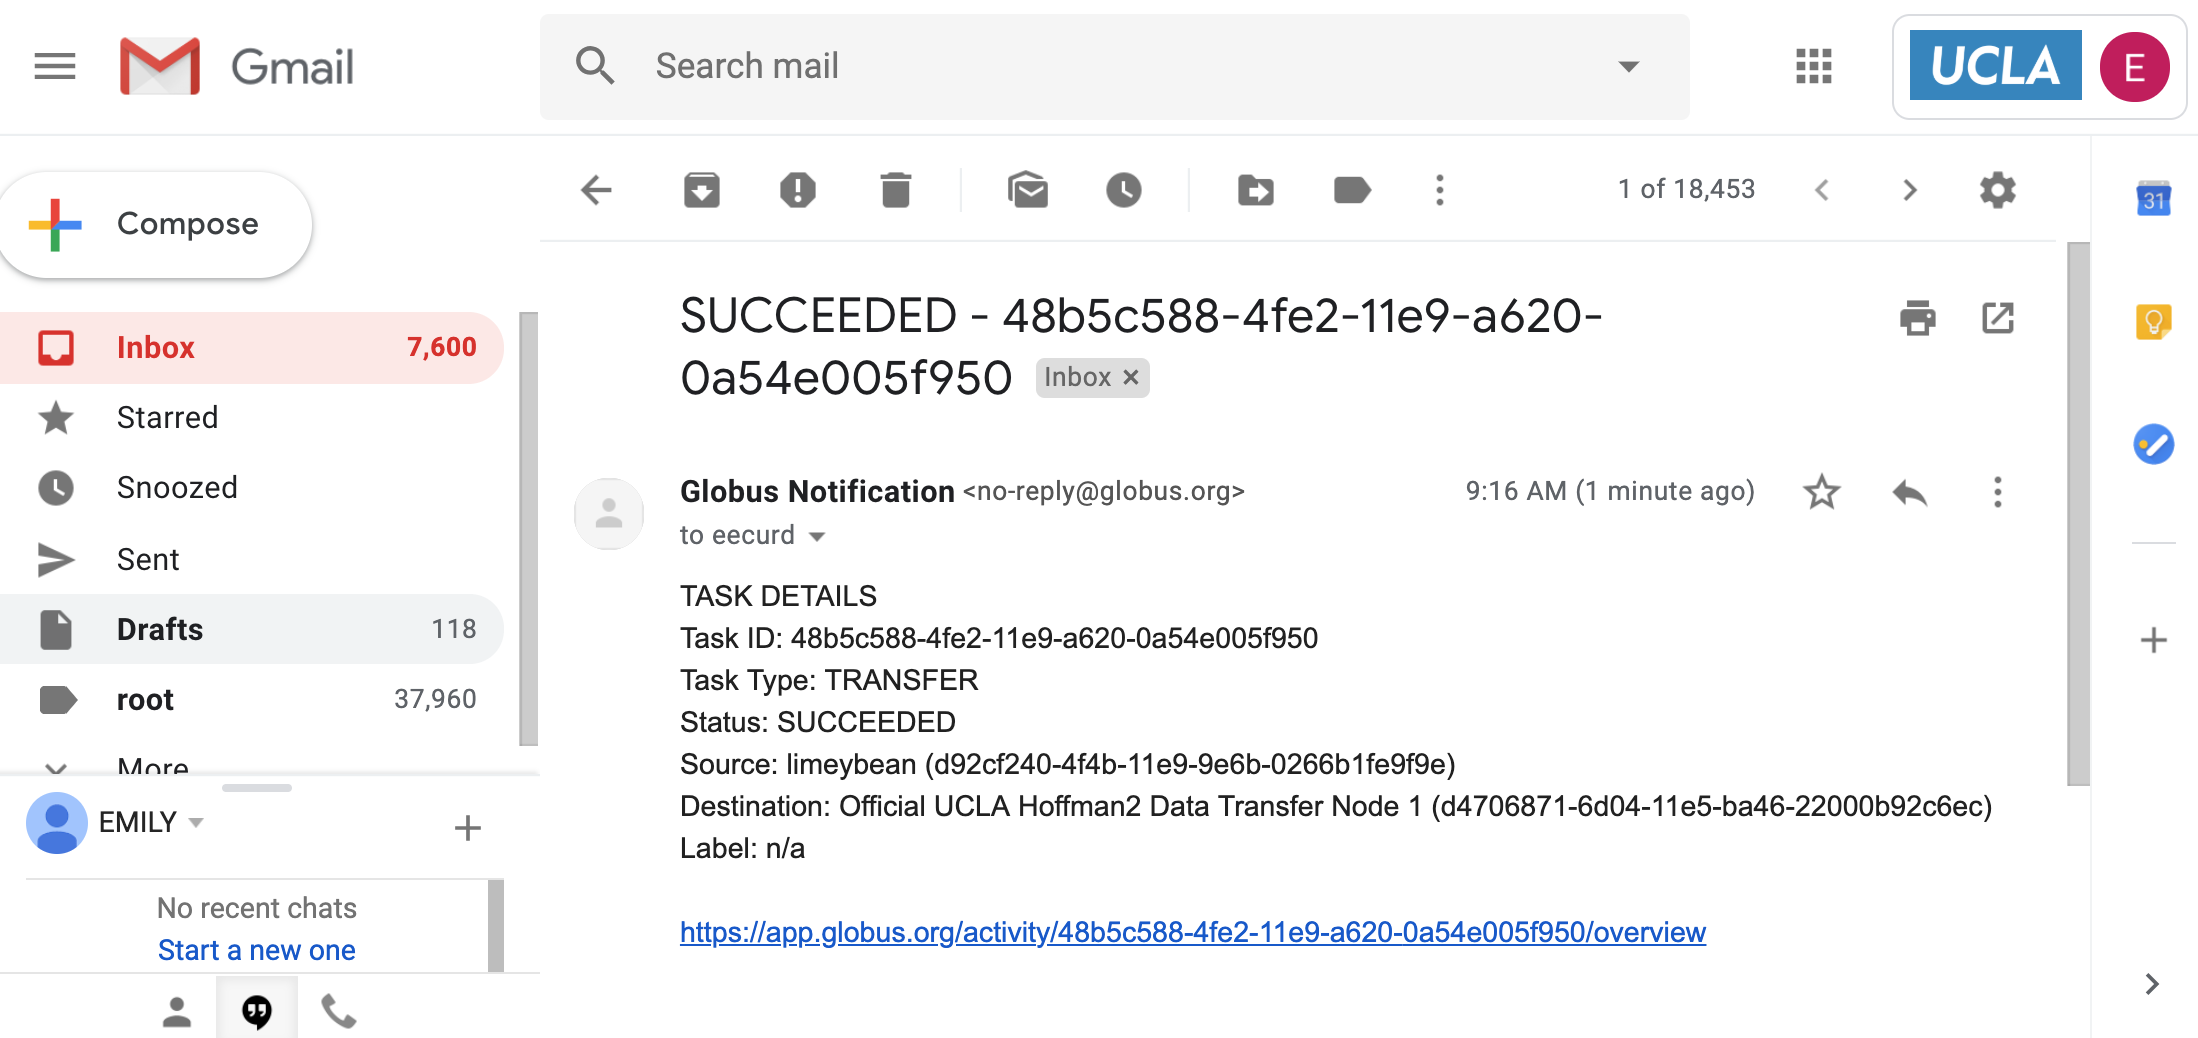 Gmail
Search mail
UCLA
E
Compose
1 of 18,453
31
Inbox 7,600
Starred
Snoozed
Sent
Drafts 118
root 37,960
More
EMILY
No recent chats
Start a new one
SUCCEEDED - 48b5c588-4fe2-11e9-a620-
0a54e005f950 Inbox ×
Globus Notification <no-reply@globus.org> 9:16 AM (1 minute ago)
to eecurd
TASK DETAILS
Task ID: 48b5c588-4fe2-11e9-a620-0a54e005f950
Task Type: TRANSFER
Status: SUCCEEDED
Source: limeybean (d92cf240-4f4b-11e9-9e6b-0266b1fe9f9e)
Destination: Official UCLA Hoffman2 Data Transfer Node 1 (d4706871-6d04-11e5-ba46-22000b92c6ec)
Label: n/a
https://app.globus.org/activity/48b5c588-4fe2-11e9-a620-0a54e005f950/overview